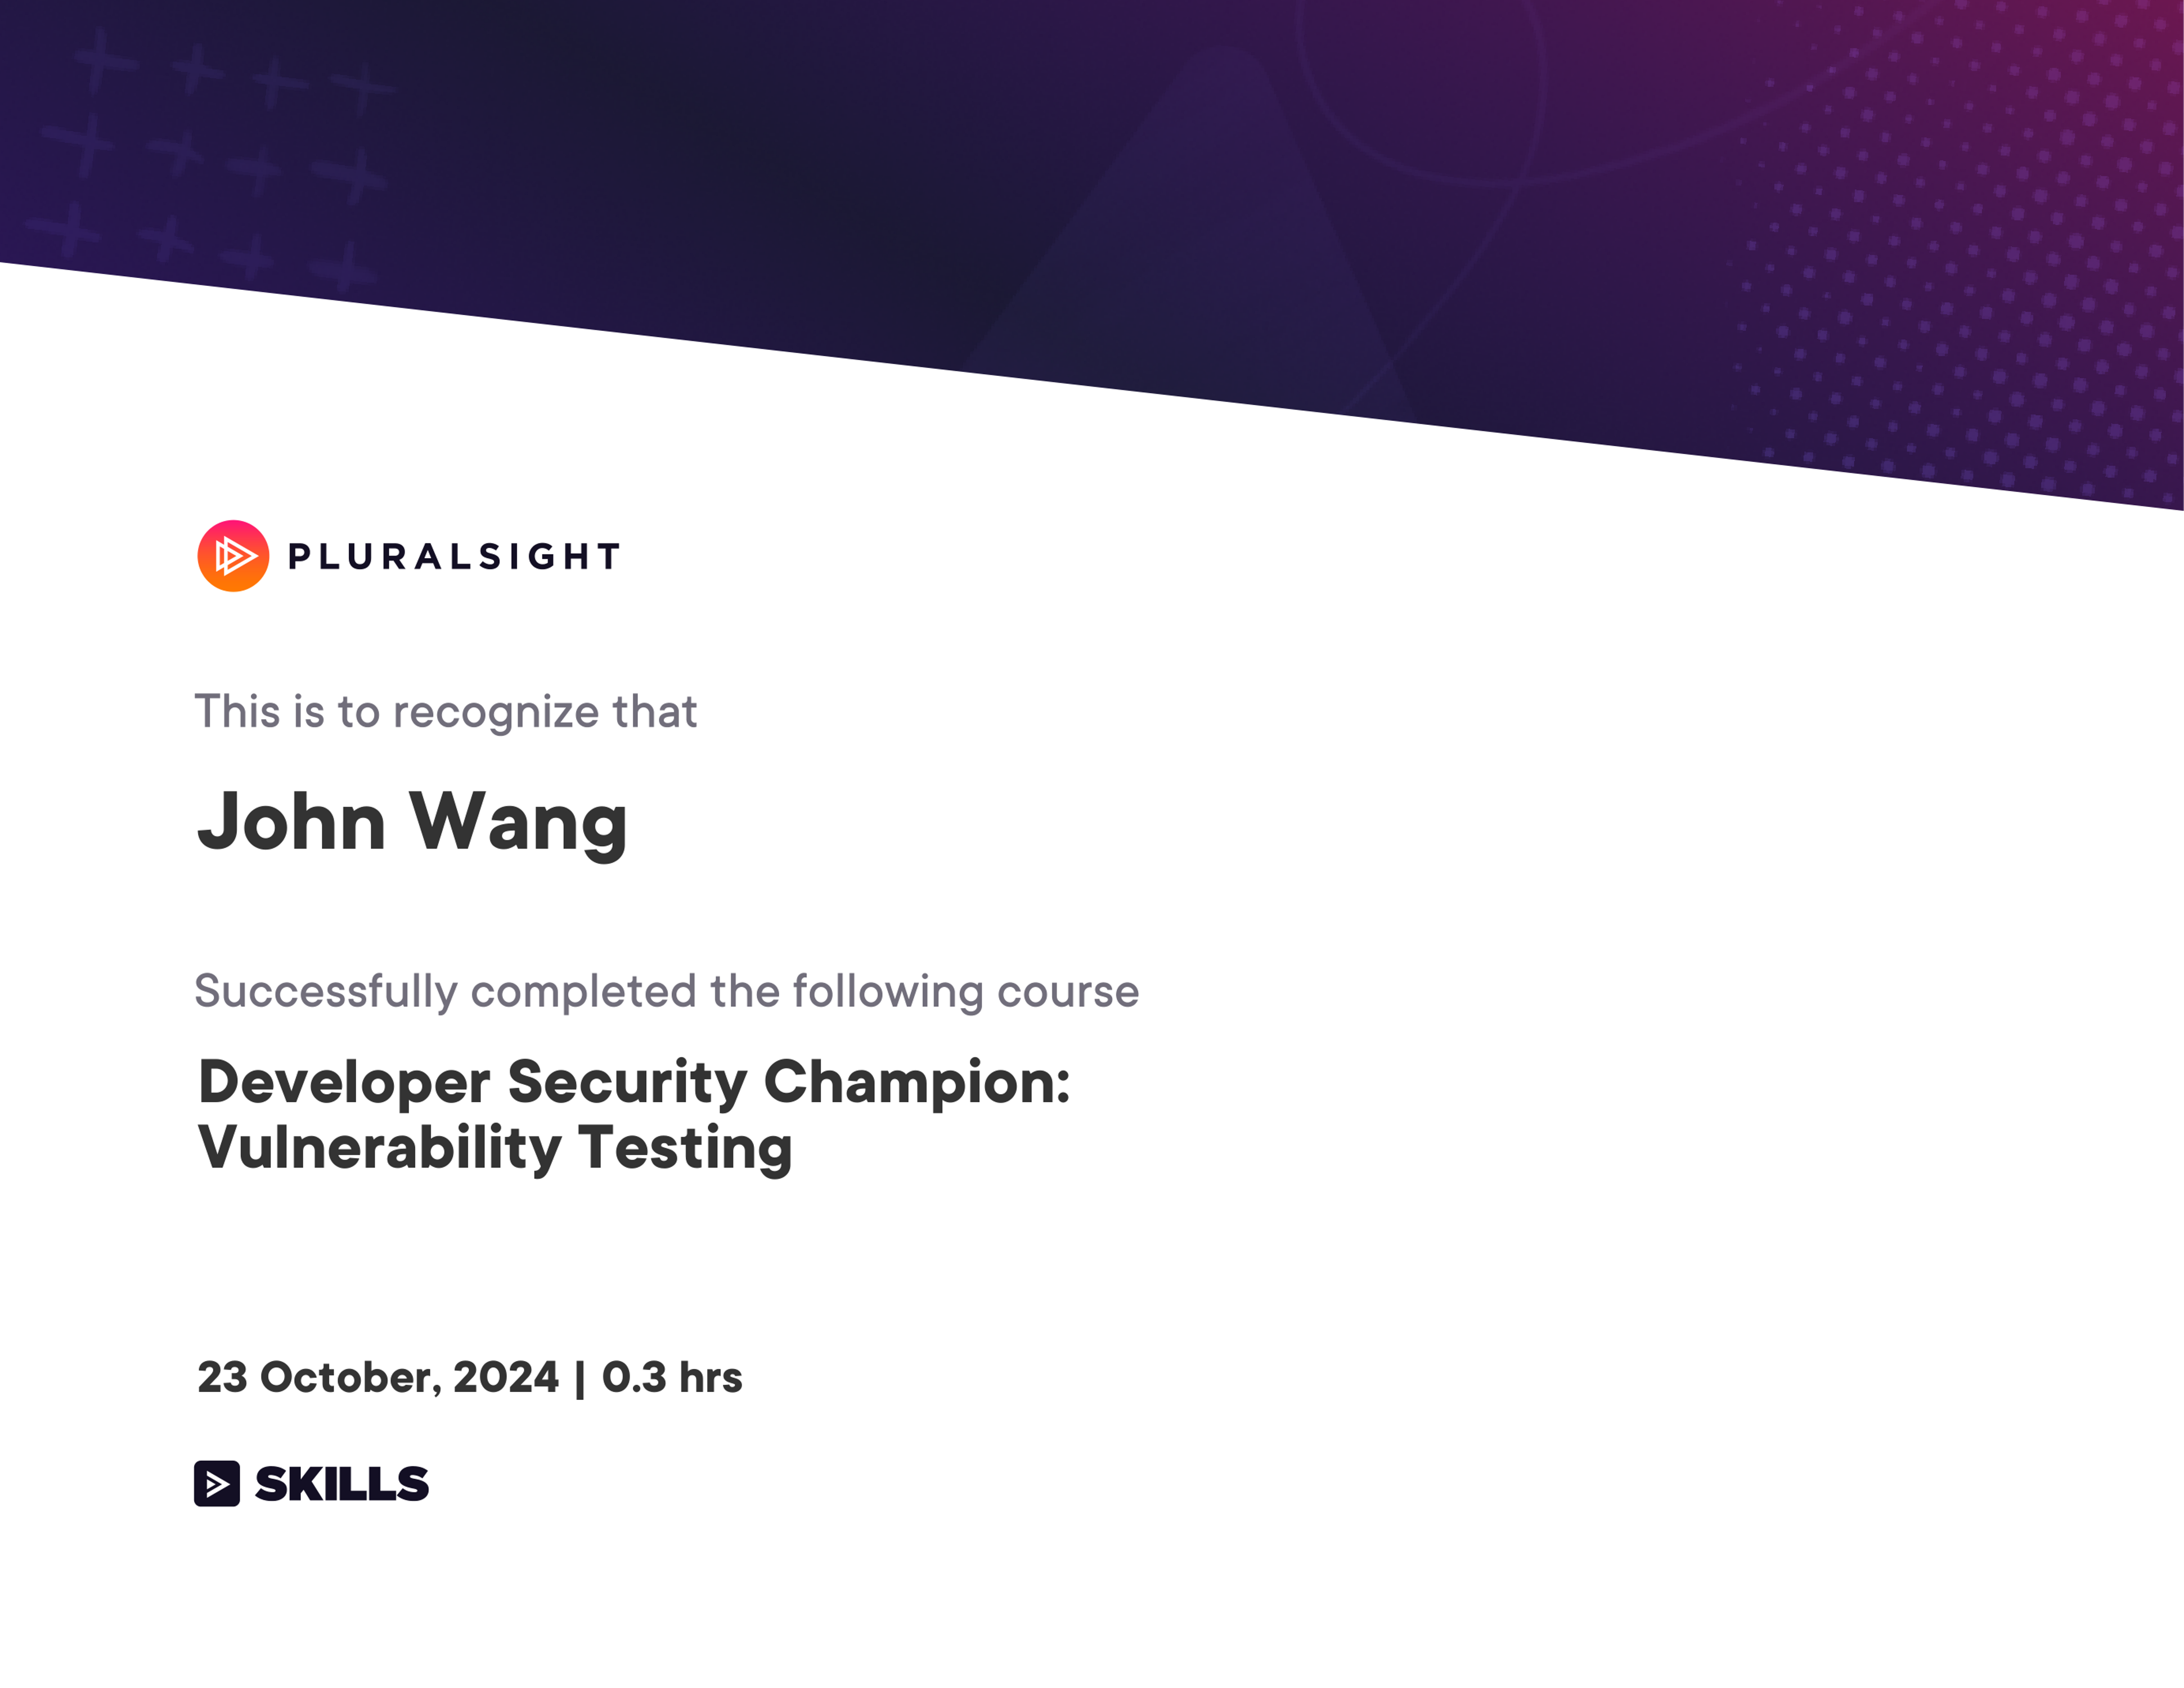 PLURALSIGHT
This is to recognize that
John Wang
Successfully completed the following course
Developer Security Champion:
Vulnerability Testing
23 October, 2024 | 0.3 hrs
SKILLS